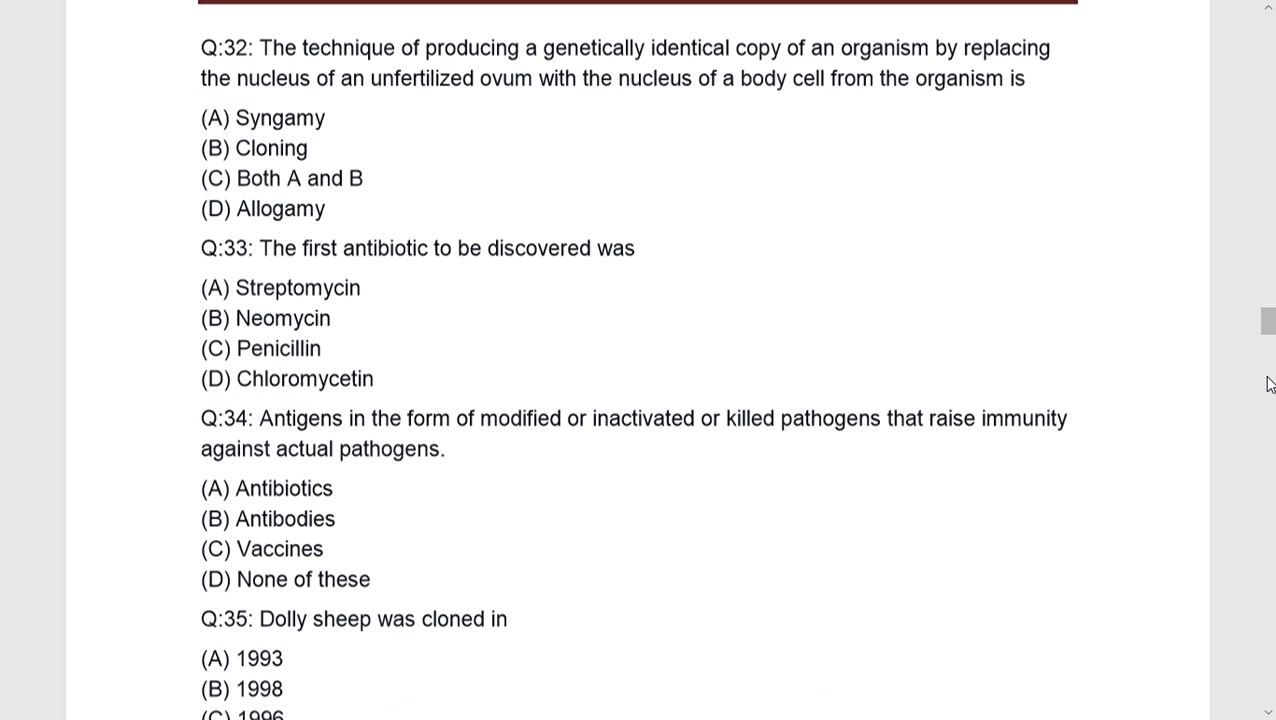 Q:32: The technique of producing a genetically identical copy of an organism by replacing
the nucleus of an unfertilized ovum with the nucleus of a body cell from the organism is
(A) Syngamy
(B) Cloning
(C) Both A and B
(D) Allogamy
Q:33: The first antibiotic to be discovered was
(A) Streptomycin
(B) Neomycin
(C) Penicillin
(D) Chloromycetin
Q:34: Antigens in the form of modified or inactivated or killed pathogens that raise immunity
against actual pathogens.
(A) Antibiotics
(B) Antibodies
(C) Vaccines
(D) None of these
Q:35: Dolly sheep was cloned in
(A) 1993
(B) 1998
(C) 1996